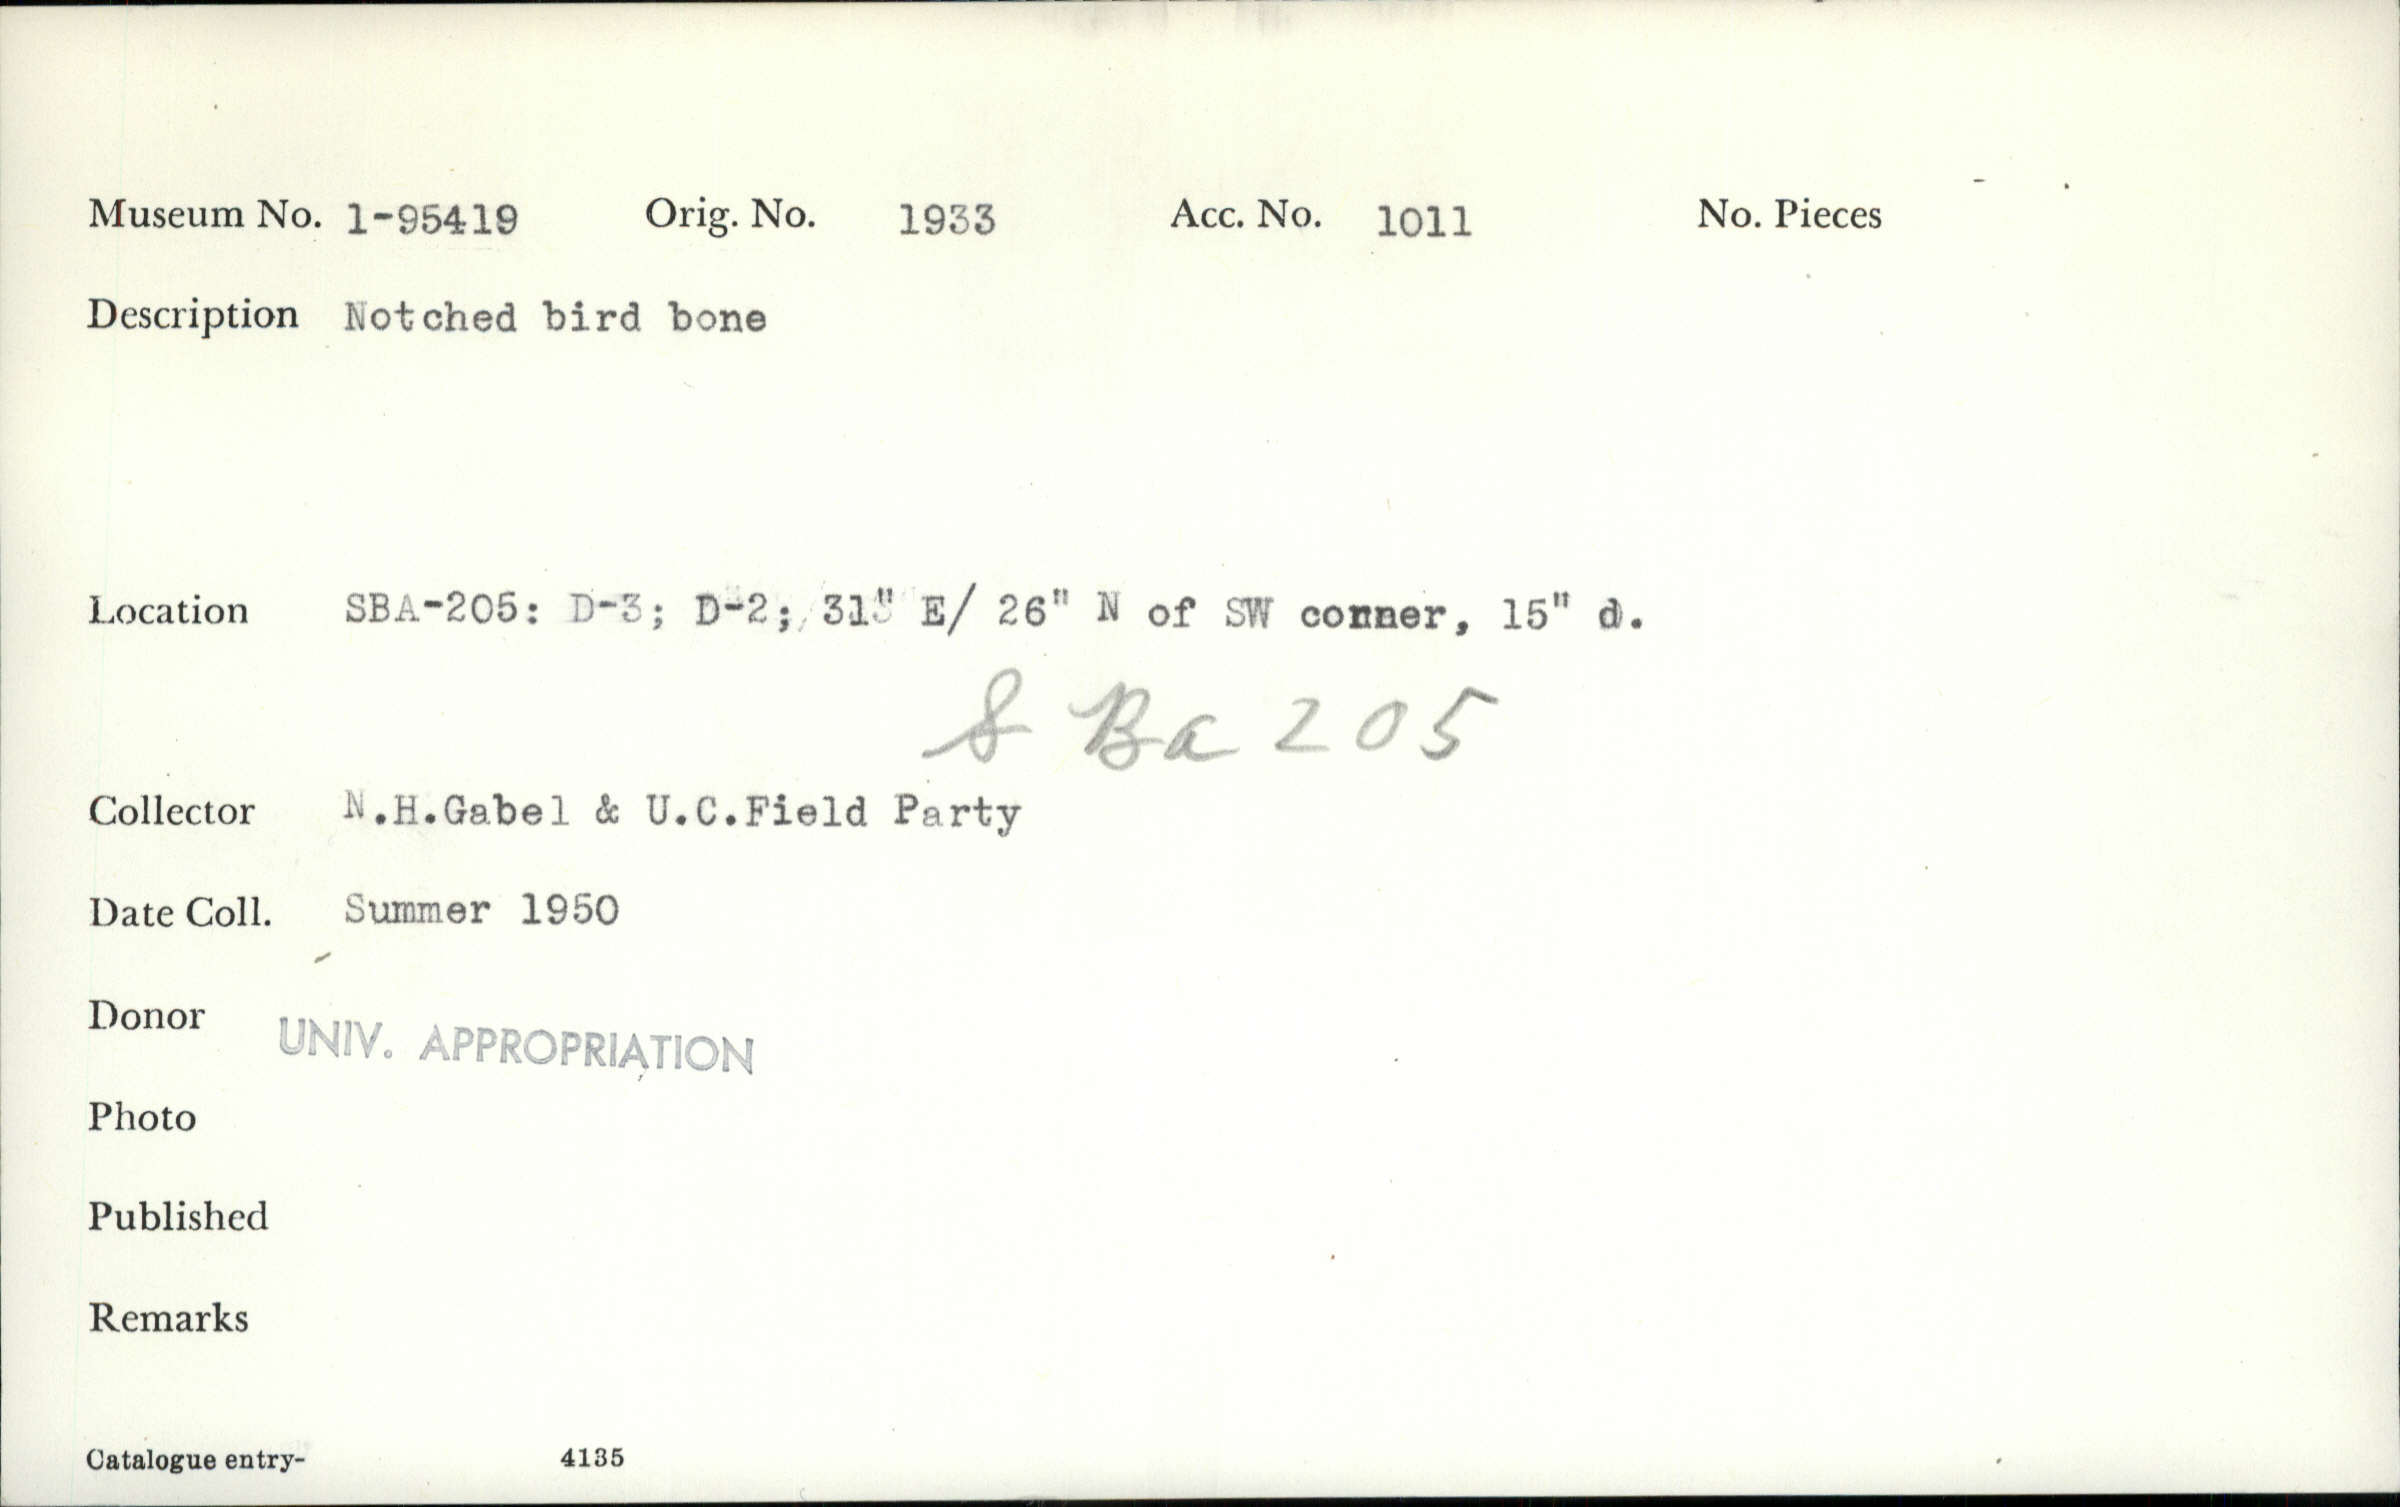 Museum No. 1-95419 Orig. No. 1933 Acc. No. 1011 No. Pieces
Description Notched bird bone
Location SBA-205: D-3; D-2; 31" E/ 26" N of SW conner, 15" d.
S Ba 205
Collector N.H.Gabel & U.C.Field Party
Date Coll. Summer 1950
Donor UNIV. APPROPRIATION
Photo
Published
Remarks
Catalogue entry- 4135